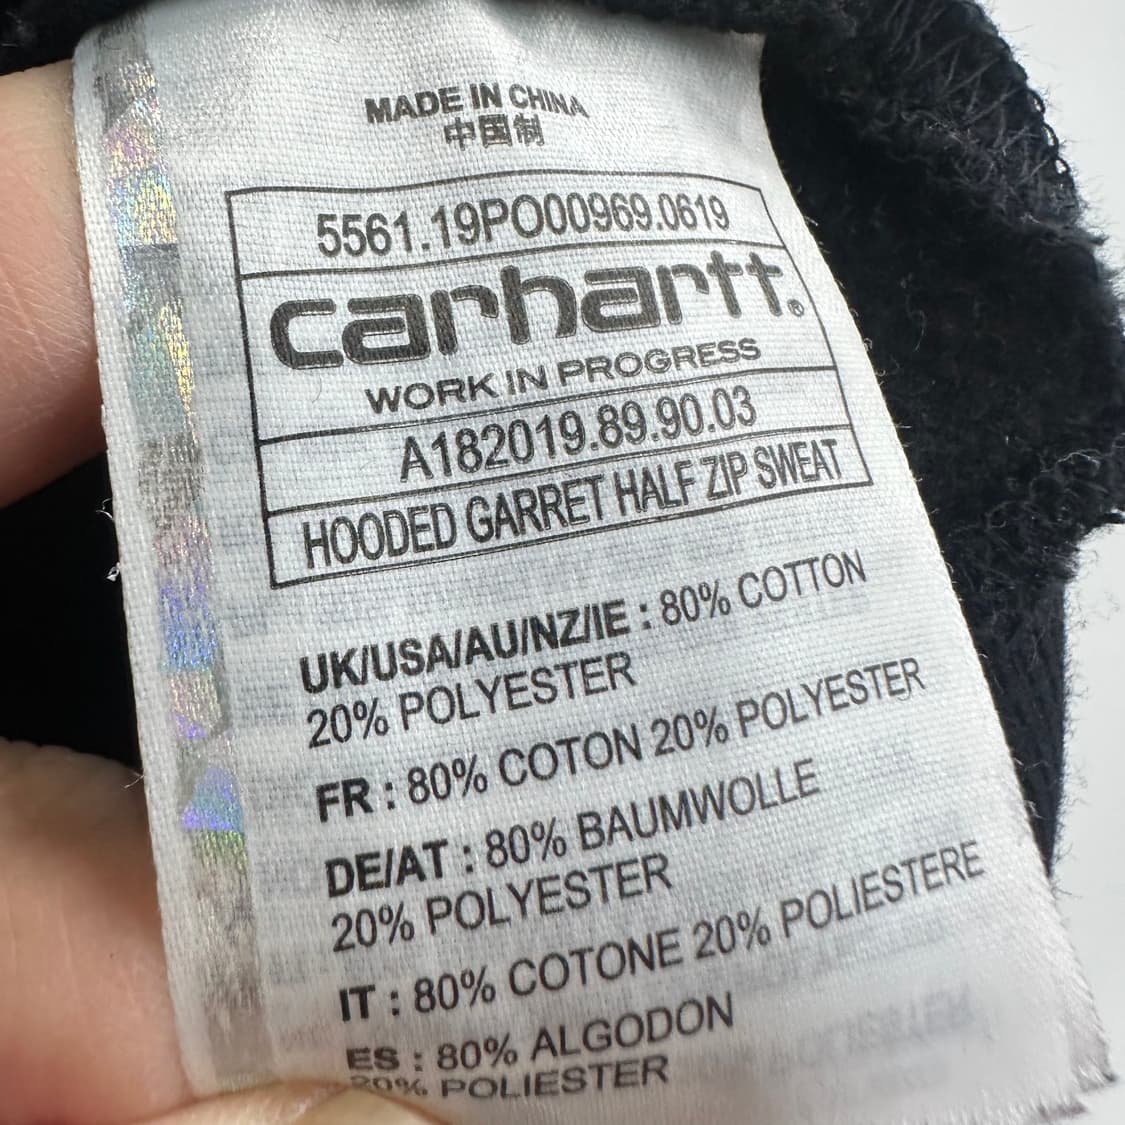 MADE IN CHINA
中国制
5561.19PO00969.0619
carhartt.
WORK IN PROGRESS
A182019.89.90.03
HOODED GARRET HALF ZIP SWEAT
UK/USA/AU/NZ/IE : 80% COTTON
20% POLYESTER
FR : 80% COTON 20% POLYESTER
DE/AT : 80% BAUMWOLLE
20% POLYESTER
IT : 80% COTONE 20% POLIESTERE
ES : 80% ALGODON
20% POLIESTER